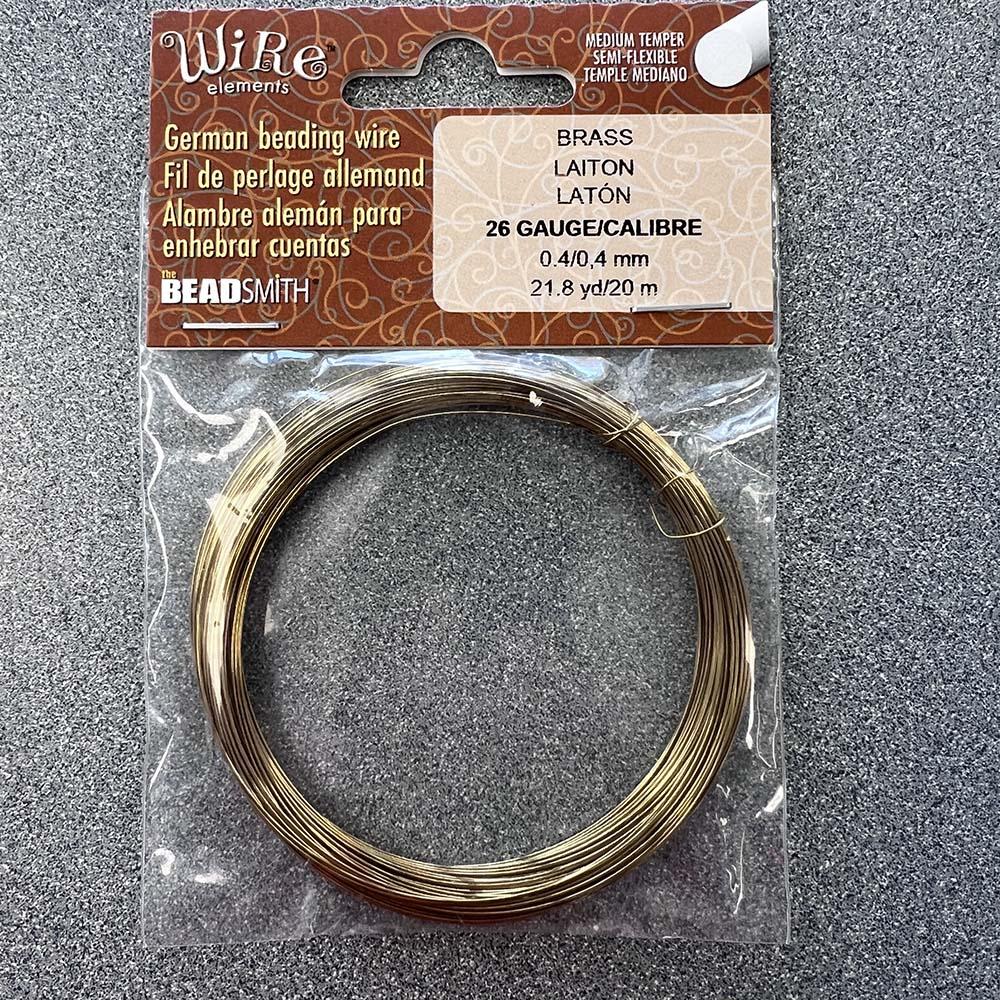 WiRe™
elements
MEDIUM TEMPER
SEMI-FLEXIBLE
TEMPLE MEDIANO
German beading wire
Fil de perlage allemand
Alambre alemán para
enhebrar cuentas
the
BEADSMiTH
BRASS
LAITON
LATÓN
26 GAUGE/CALIBRE
0.4/0,4 mm
21.8 yd/20 m